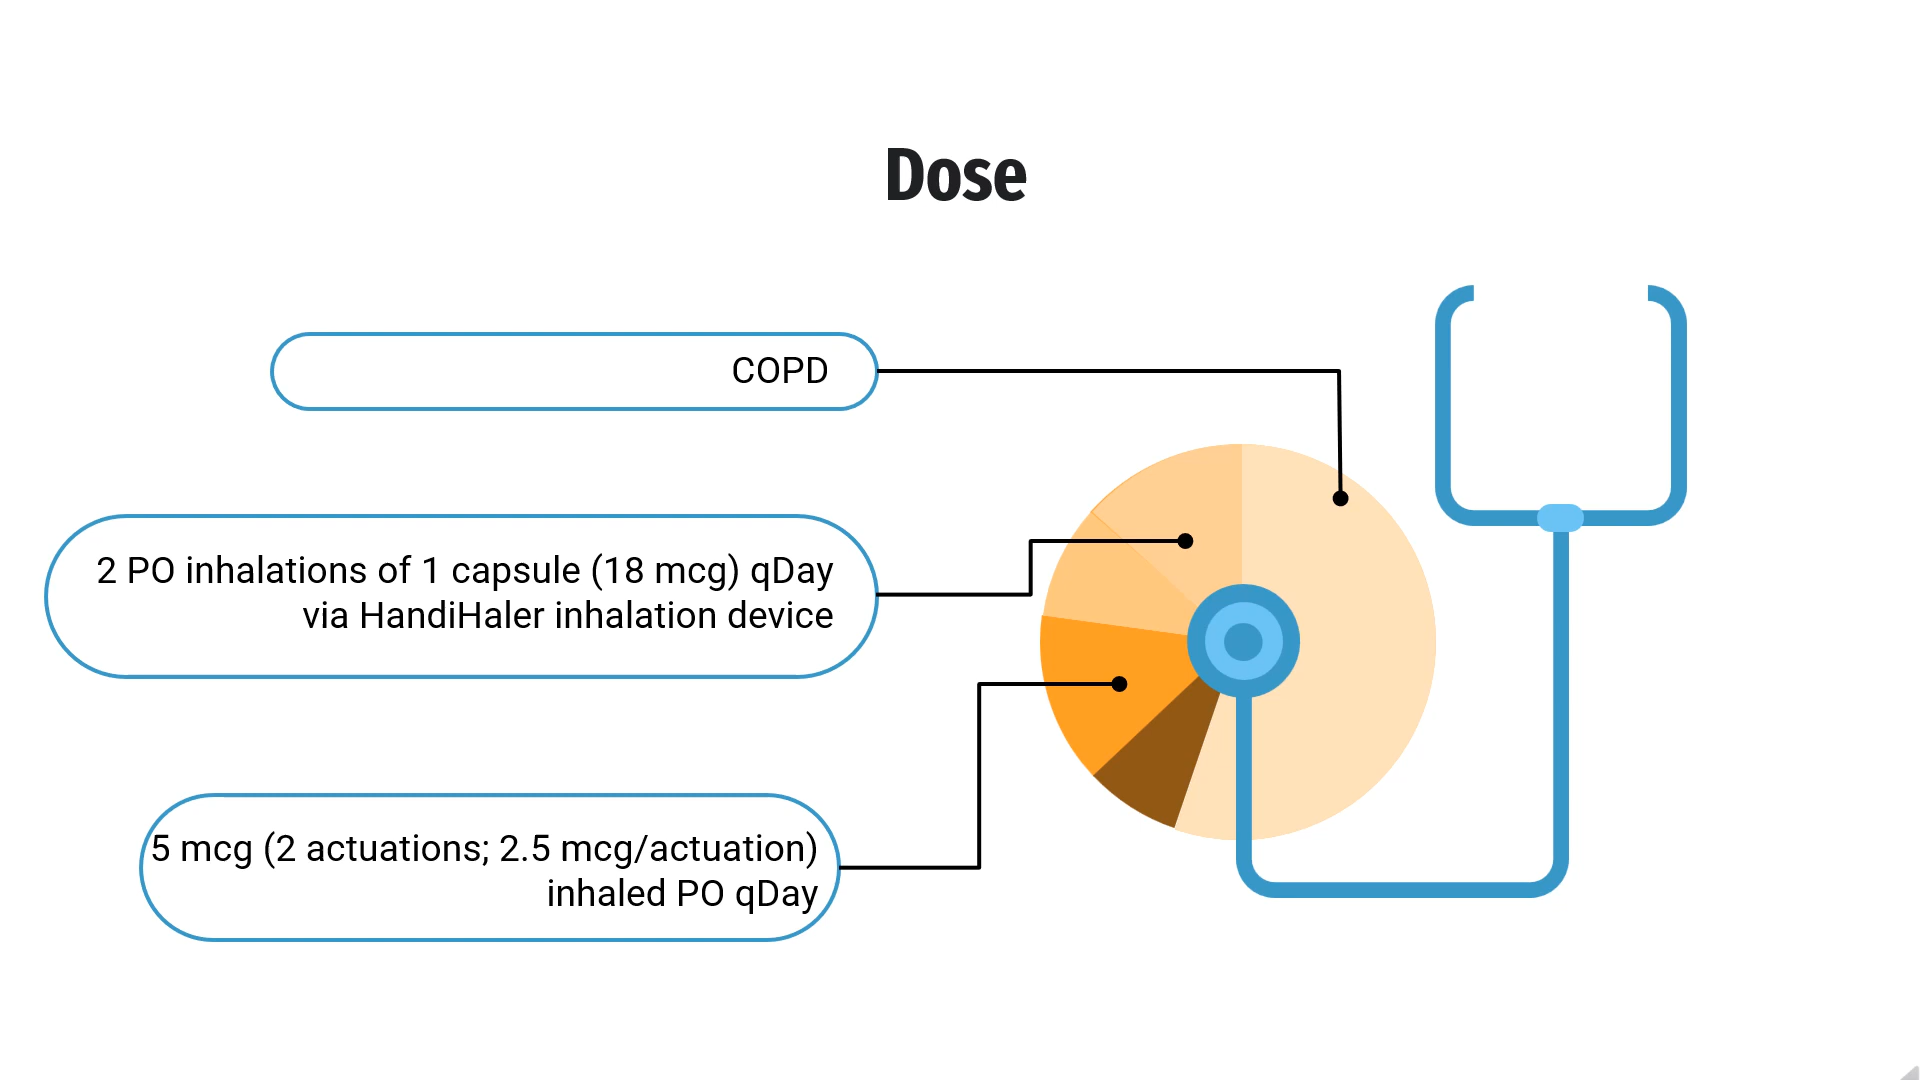 Dose
COPD
2 PO inhalations of 1 capsule (18 mcg) qDay
via HandiHaler inhalation device
5 mcg (2 actuations; 2.5 mcg/actuation)
inhaled PO qDay